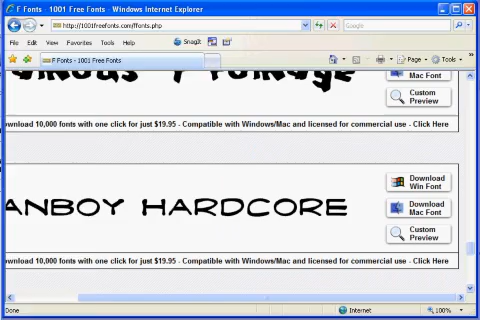 F Fonts - 1001 Free Fonts - Windows Internet Explorer
http://1001freefonts.com/ffonts.php
Google
File Edit View Favorites Tools Help
SnagIt
F Fonts - 1001 Free Fonts
Page
Tools
Mac Font
Custom
Preview
wnload 10,000 fonts with one click for just $19.95 - Compatible with Windows/Mac and licensed for commercial use - Click Here
ANBOY HARDCORE
Download
Win Font
Download
Mac Font
Custom
Preview
wnload 10,000 fonts with one click for just $19.95 - Compatible with Windows/Mac and licensed for commercial use - Click Here
Done
Internet
100%